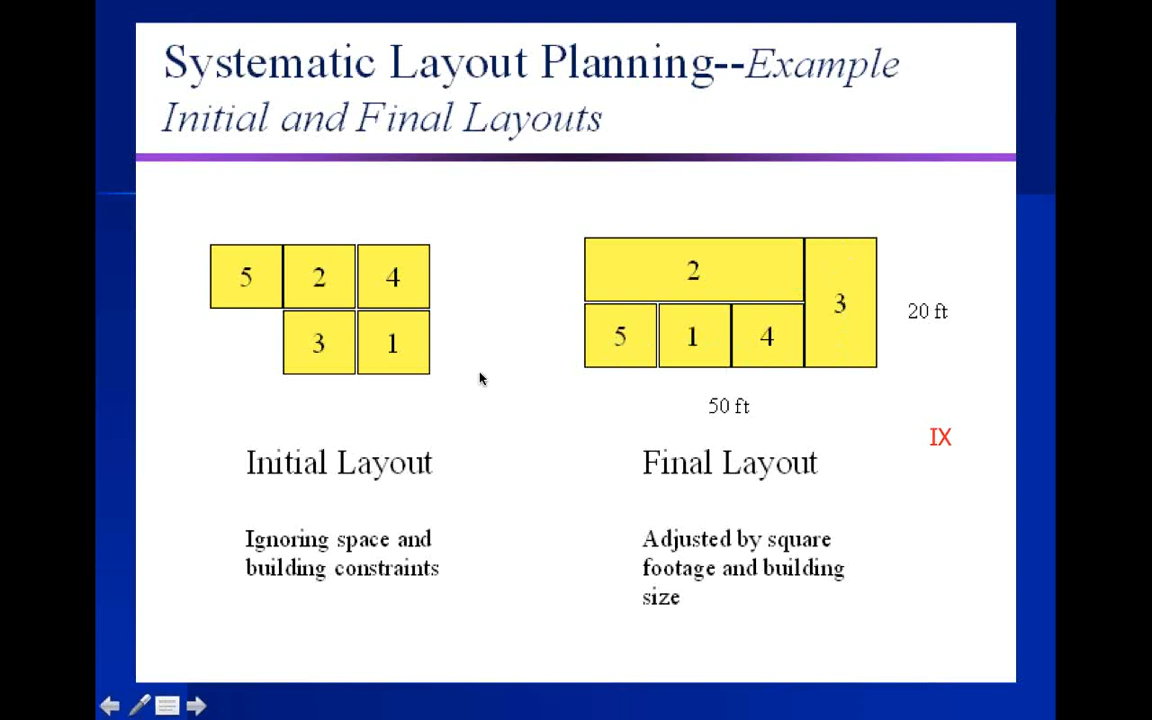 Systematic Layout Planning--Example
Initial and Final Layouts
5 2 4
3 1
2
3
5 1 4
20 ft
50 ft
IX
Initial Layout
Final Layout
Ignoring space and
building constraints
Adjusted by square
footage and building
size